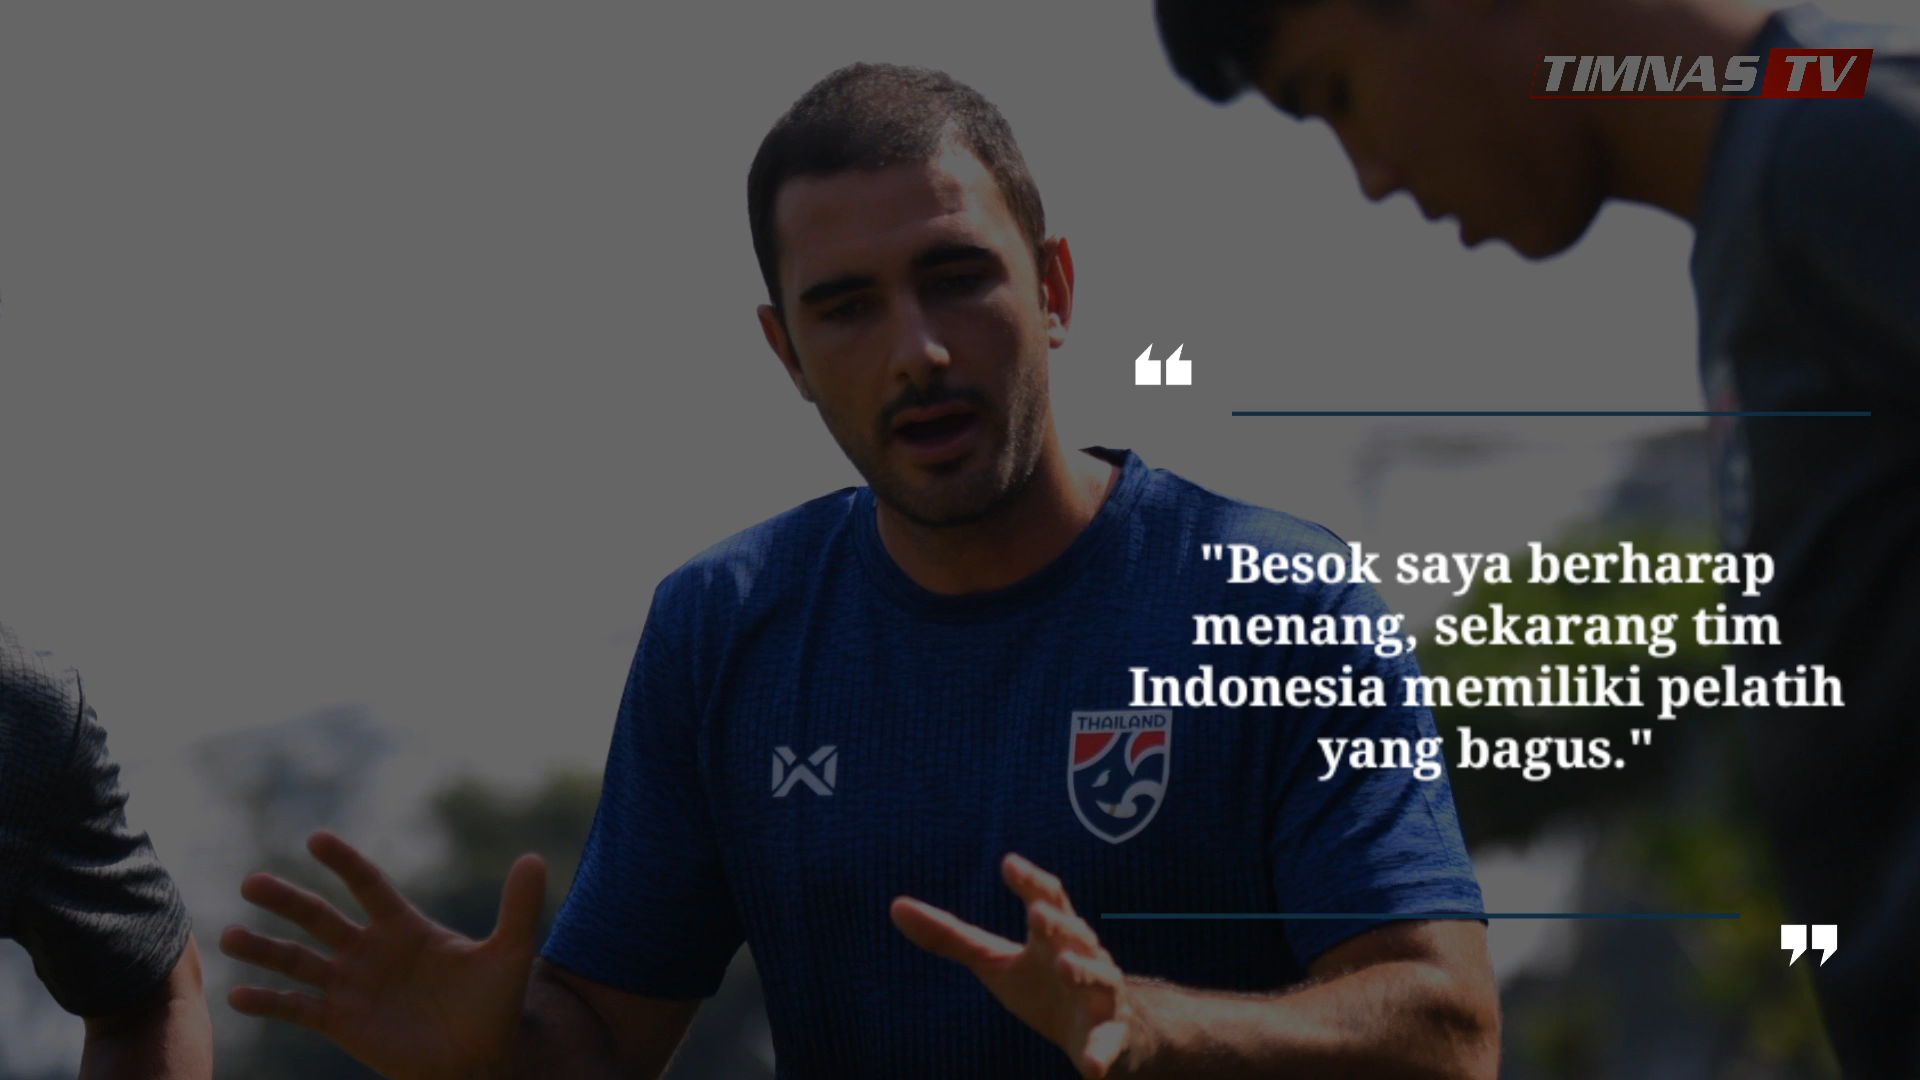 TIMNAS TV
"Besok saya berharap
menang, sekarang tim
Indonesia memiliki pelatih
yang bagus."
THAILAND